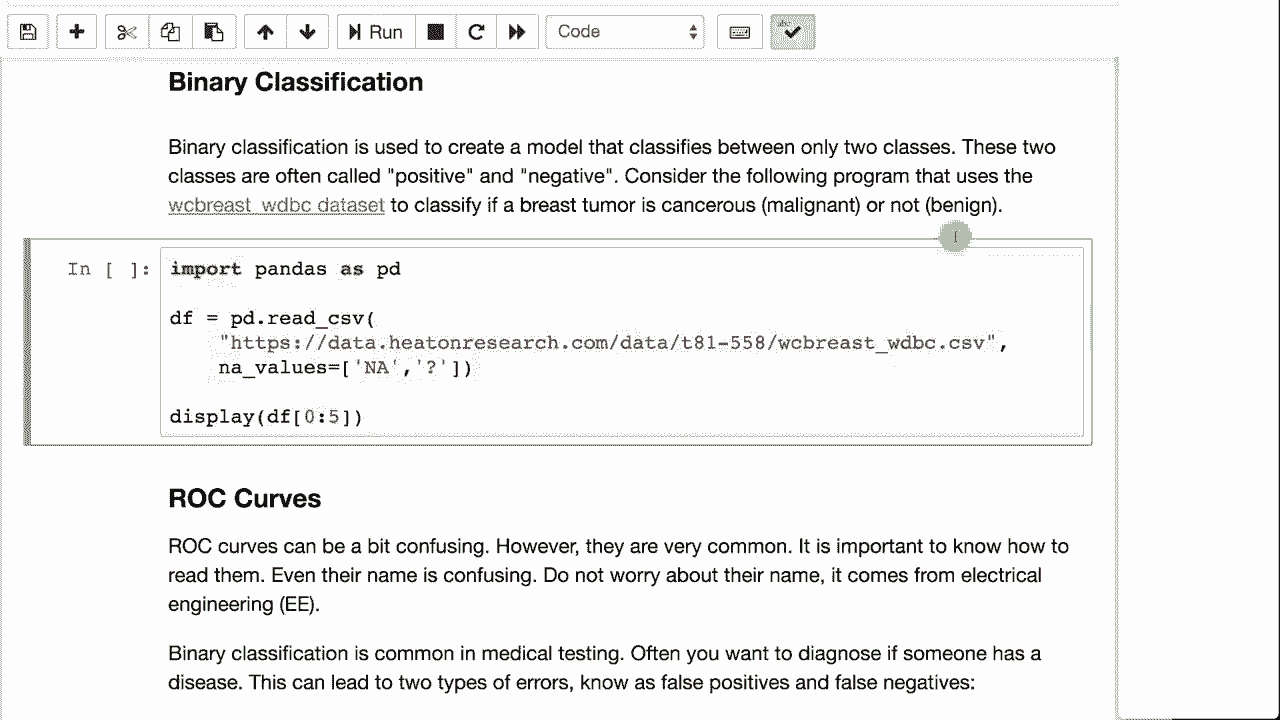 Run
Code
Binary Classification
Binary classification is used to create a model that classifies between only two classes. These two
classes are often called "positive" and "negative". Consider the following program that uses the
wcbreast_wdbc dataset to classify if a breast tumor is cancerous (malignant) or not (benign).
In [ ]:
import pandas as pd
df = pd.read_csv(
"https://data.heatonresearch.com/data/t81-558/wcbreast_wdbc.csv",
na_values=['NA','?'])
display(df[0:5])
ROC Curves
ROC curves can be a bit confusing. However, they are very common. It is important to know how to
read them. Even their name is confusing. Do not worry about their name, it comes from electrical
engineering (EE).
Binary classification is common in medical testing. Often you want to diagnose if someone has a
disease. This can lead to two types of errors, know as false positives and false negatives: